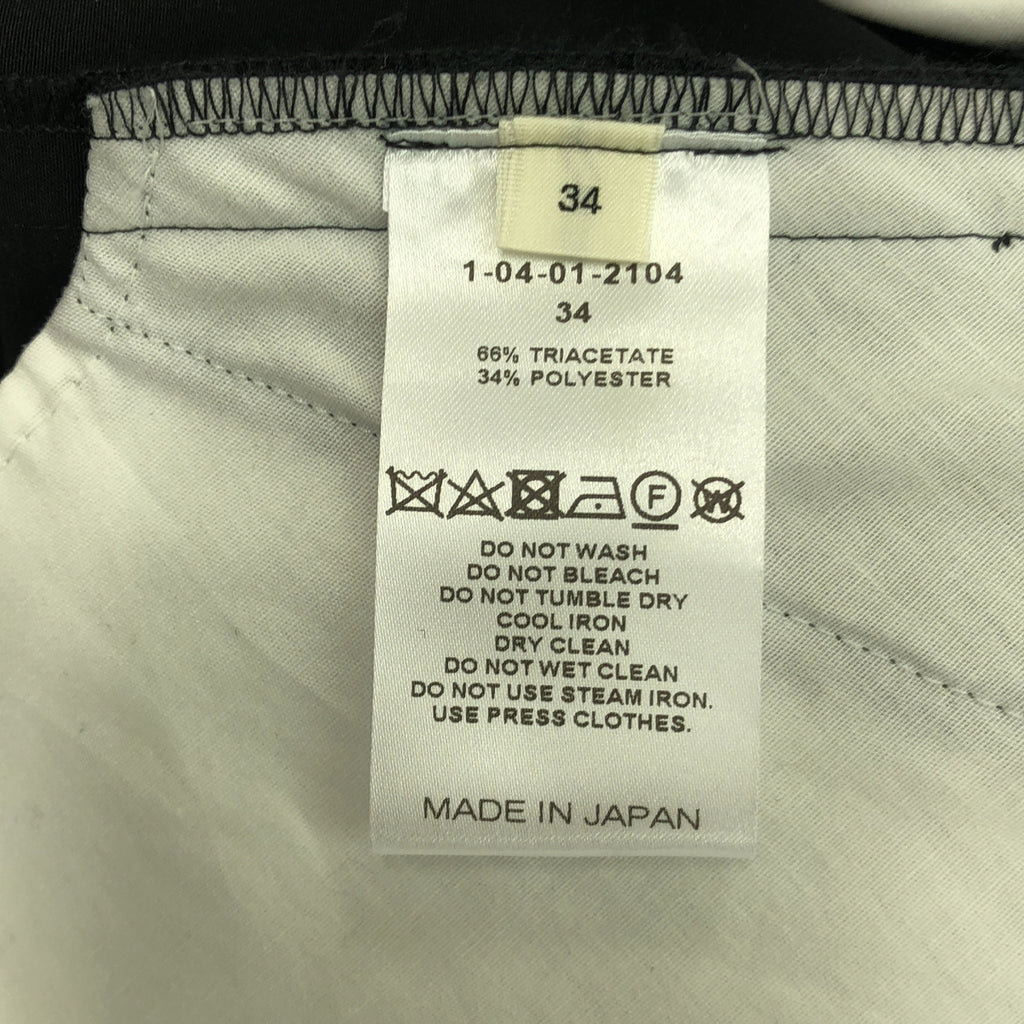 34
1-04-01-2104
34
66% TRIACETATE
34% POLYESTER
F W
DO NOT WASH
DO NOT BLEACH
DO NOT TUMBLE DRY
COOL IRON
DRY CLEAN
DO NOT WET CLEAN
DO NOT USE STEAM IRON.
USE PRESS CLOTHES.
MADE IN JAPAN